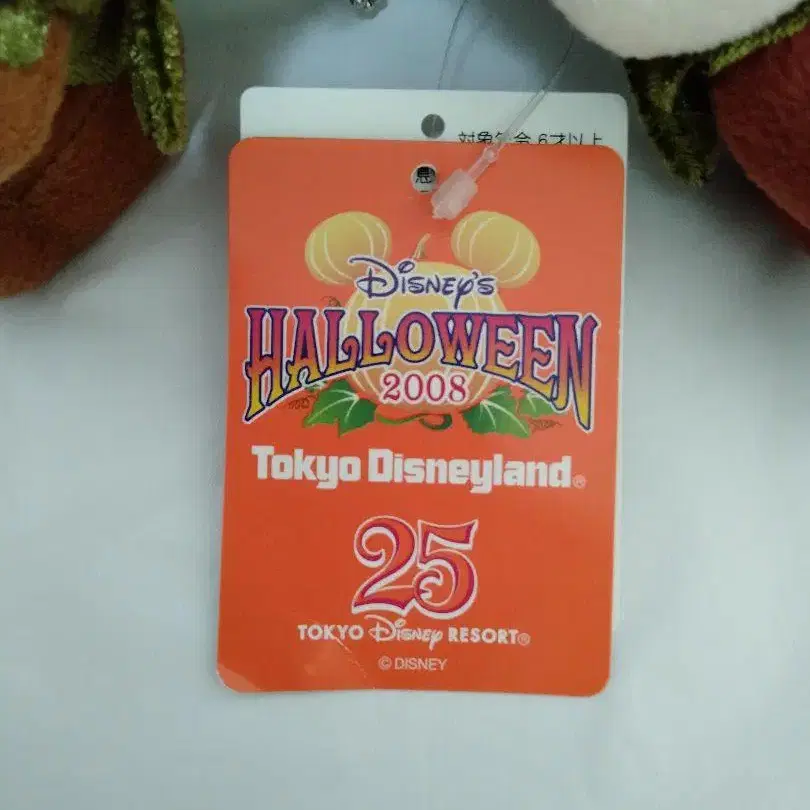 対象年令 6才以上
DISNEY'S
HALLOWEEN
2008
TOKYO DISNEYLAND®
25
TOKYO DISNEY RESORT®
© DISNEY